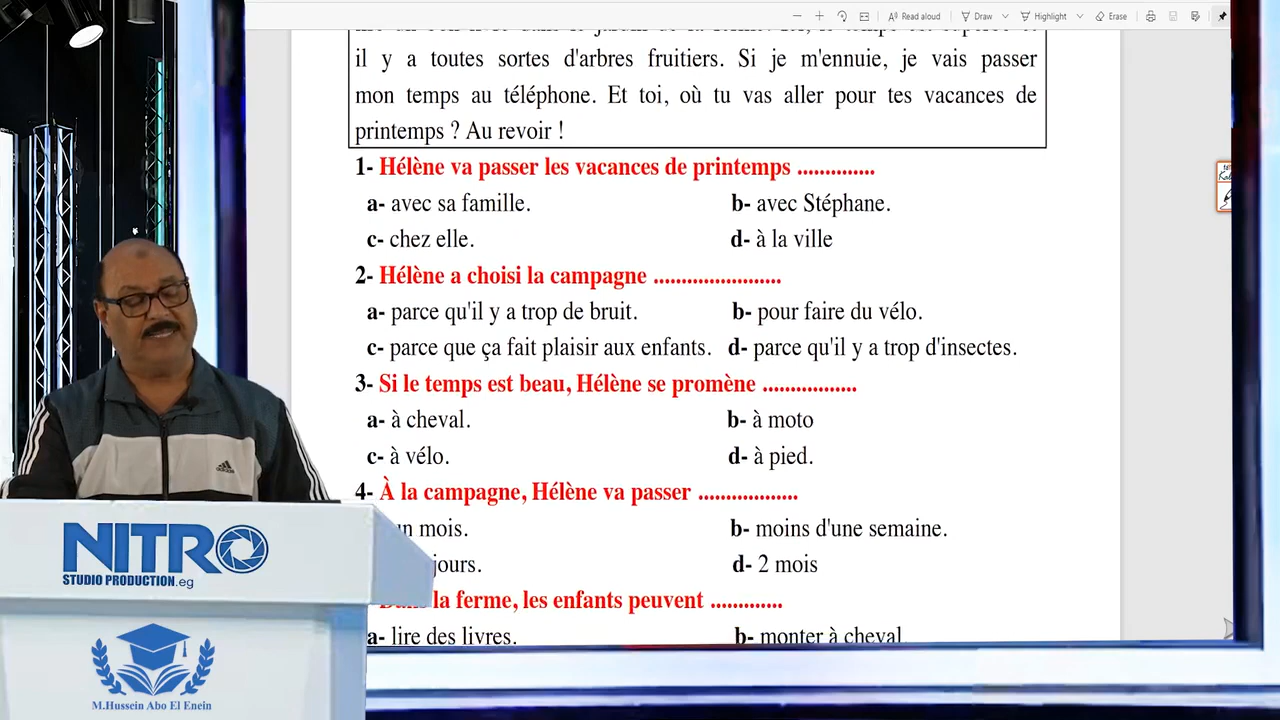 Read aloud
Draw
Highlight
Erase
il y a toutes sortes d'arbres fruitiers. Si je m'ennuie, je vais passer
mon temps au téléphone. Et toi, où tu vas aller pour tes vacances de
printemps ? Au revoir !
1- Hélène va passer les vacances de printemps ..............
a- avec sa famille.
b- avec Stéphane.
c- chez elle.
d- à la ville
2- Hélène a choisi la campagne .......................
a- parce qu'il y a trop de bruit.
b- pour faire du vélo.
c- parce que ça fait plaisir aux enfants.
d- parce qu'il y a trop d'insectes.
3- Si le temps est beau, Hélène se promène .................
a- à cheval.
b- à moto
c- à vélo.
d- à pied.
4- À la campagne, Hélène va passer ..................
un mois.
b- moins d'une semaine.
jours.
d- 2 mois
la ferme, les enfants peuvent .............
a- lire des livres.
b- monter à cheval
NITRO
STUDIO PRODUCTION.eg
M.Hussein Abo El Enein